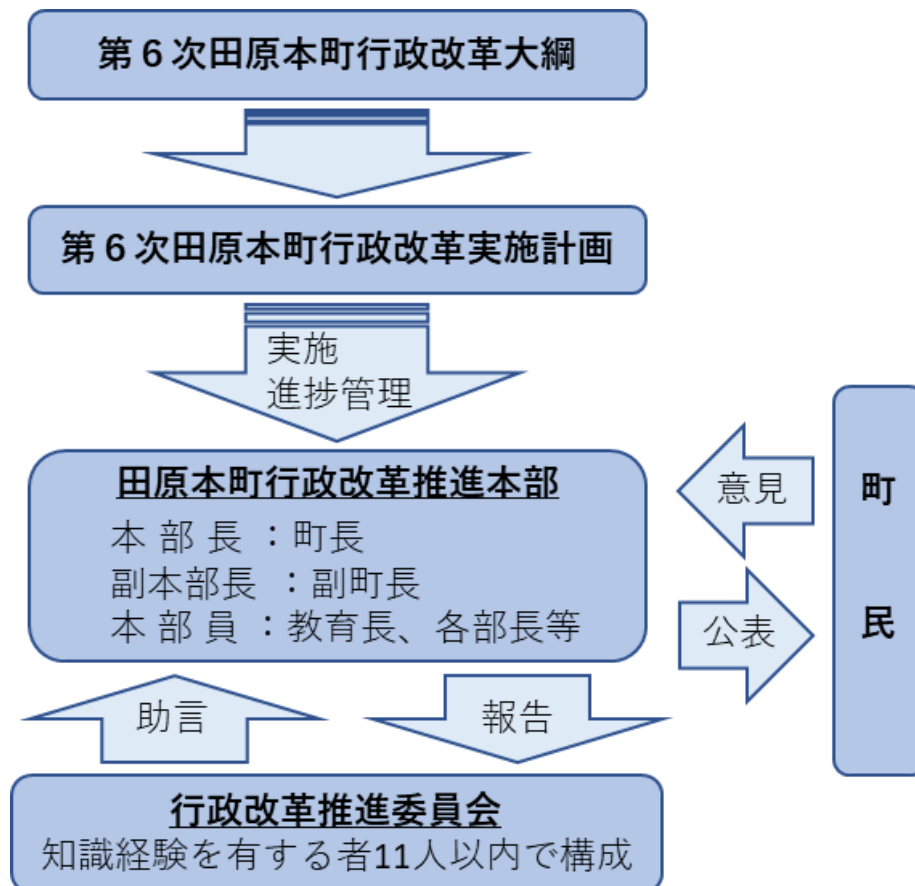 第６次田原本町行政改革大綱
第６次田原本町行政改革実施計画
実施
進捗管理
田原本町行政改革推進本部
本 部 長 ：町長
副本部長 ：副町長
本 部 員 ：教育長、各部長等
意見
公表
町
民
助言
報告
行政改革推進委員会
知識経験を有する者11人以内で構成